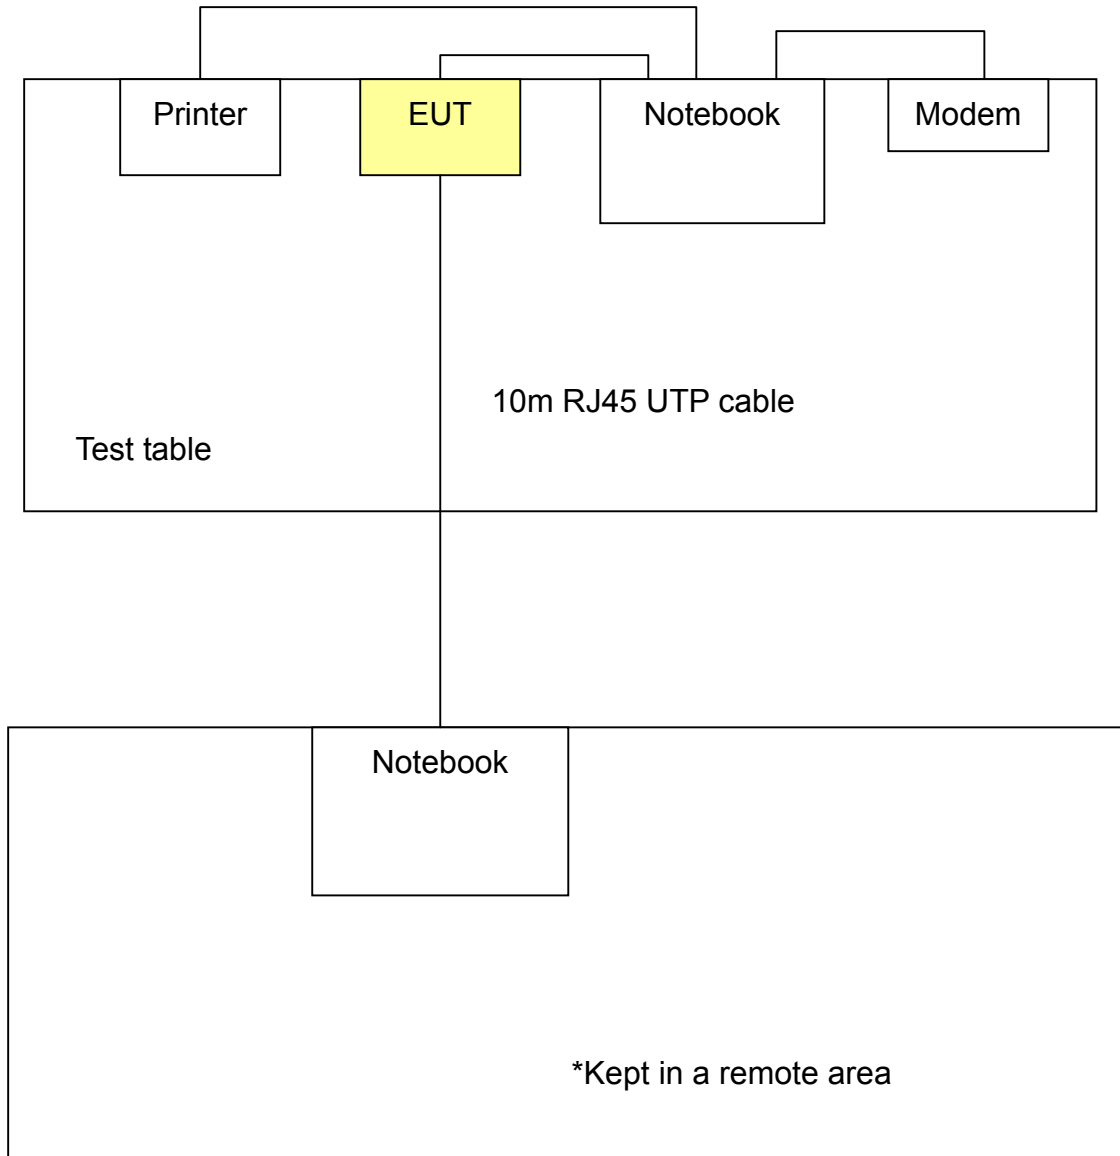 Printer
EUT
Notebook
Modem
10m RJ45 UTP cable
Test table
Notebook
*Kept in a remote area